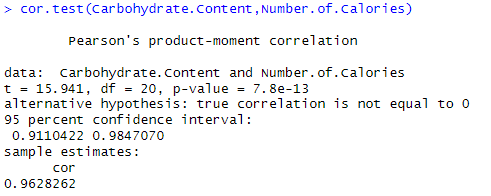 > cor.test(Carbohydrate.Content,Number.of.Calories)
Pearson's product-moment correlation
data:  Carbohydrate.Content and Number.of.Calories
t = 15.941, df = 20, p-value = 7.8e-13
alternative hypothesis: true correlation is not equal to 0
95 percent confidence interval:
0.9110422 0.9847070
sample estimates:
cor
0.9628262